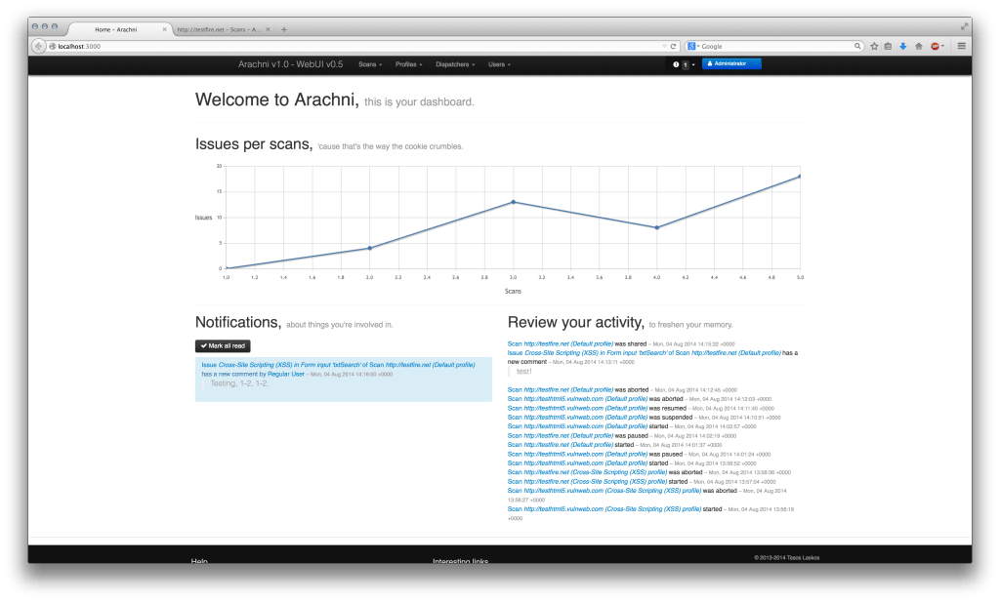 Home – Arachni
http://testfire.net – Scans – A...
localhost:3000
Google
Arachni v1.0 - WebUI v0.5
Scans
Profiles
Dispatchers
Users
1
Administrator
Welcome to Arachni, this is your dashboard.
Issues per scans, 'cause that's the way the cookie crumbles.
20
15
Issues 10
5
0
1.0 1.2 1.4 1.6 1.8 2.0 2.2 2.4 2.6 2.8 3.0 3.2 3.4 3.6 3.8 4.0 4.2 4.4 4.6 4.8 5.0
Scans
Notifications, about things you're involved in.
Mark all read
Issue Cross-Site Scripting (XSS) in Form input 'txtSearch' of Scan http://testfire.net (Default profile)
has a new comment by Regular User – Mon, 04 Aug 2014 14:16:00 +0000
Testing, 1-2, 1-2.
Review your activity, to freshen your memory.
Scan http://testfire.net (Default profile) was shared – Mon, 04 Aug 2014 14:15:32 +0000
Issue Cross-Site Scripting (XSS) in Form input 'txtSearch' of Scan http://testfire.net (Default profile) has a
new comment – Mon, 04 Aug 2014 14:13:11 +0000
test!
Scan http://testfire.net (Default profile) was aborted – Mon, 04 Aug 2014 14:12:45 +0000
Scan http://testhtml5.vulnweb.com (Default profile) was aborted – Mon, 04 Aug 2014 14:12:03 +0000
Scan http://testhtml5.vulnweb.com (Default profile) was resumed – Mon, 04 Aug 2014 14:11:40 +0000
Scan http://testhtml5.vulnweb.com (Default profile) was suspended – Mon, 04 Aug 2014 14:10:51 +0000
Scan http://testhtml5.vulnweb.com (Default profile) started – Mon, 04 Aug 2014 14:02:57 +0000
Scan http://testfire.net (Default profile) was paused – Mon, 04 Aug 2014 14:02:19 +0000
Scan http://testfire.net (Default profile) started – Mon, 04 Aug 2014 14:01:37 +0000
Scan http://testhtml5.vulnweb.com (Default profile) was paused – Mon, 04 Aug 2014 14:01:24 +0000
Scan http://testhtml5.vulnweb.com (Default profile) started – Mon, 04 Aug 2014 13:58:52 +0000
Scan http://testfire.net (Cross-Site Scripting (XSS) profile) was aborted – Mon, 04 Aug 2014 13:58:36 +0000
Scan http://testfire.net (Cross-Site Scripting (XSS) profile) started – Mon, 04 Aug 2014 13:57:04 +0000
Scan http://testhtml5.vulnweb.com (Cross-Site Scripting (XSS) profile) was aborted – Mon, 04 Aug 2014
13:56:27 +0000
Scan http://testhtml5.vulnweb.com (Cross-Site Scripting (XSS) profile) started – Mon, 04 Aug 2014 13:56:19
+0000
Help
Interesting links
© 2013-2014 Tasos Laskos